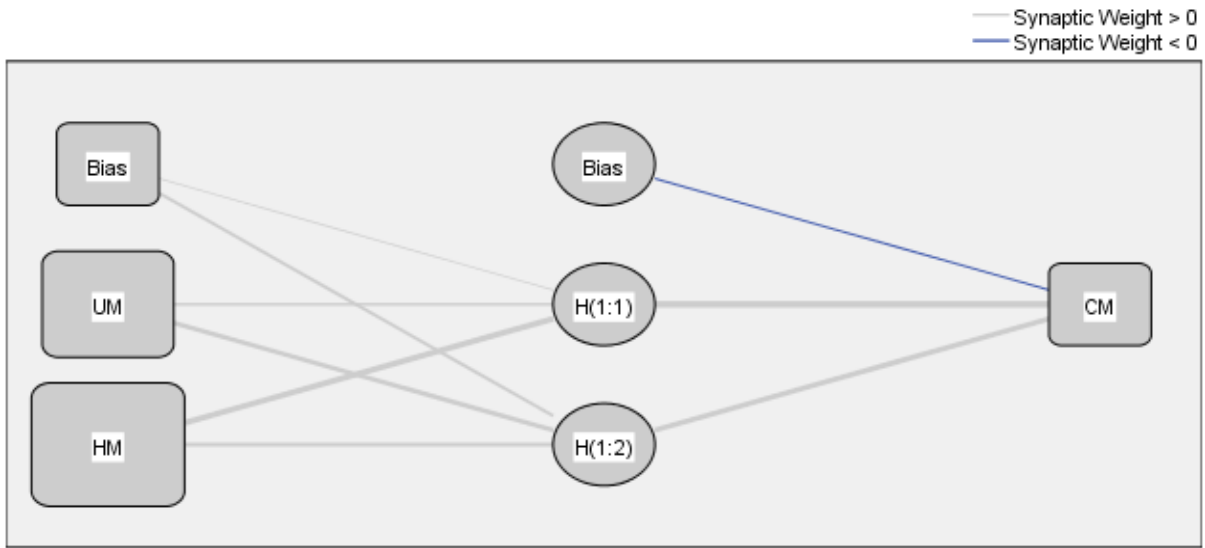 Synaptic Weight > 0
Synaptic Weight < 0
Bias
Bias
UM
H(1:1)
CM
HM
H(1:2)